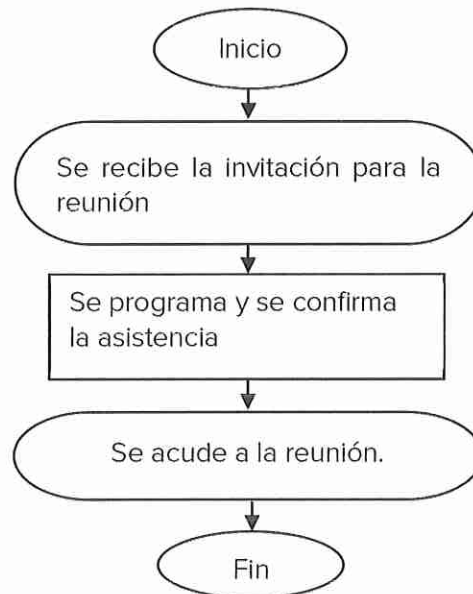 Inicio
Se recibe la invitación para la
reunión
Se programa y se confirma
la asistencia
Se acude a la reunión.
Fin